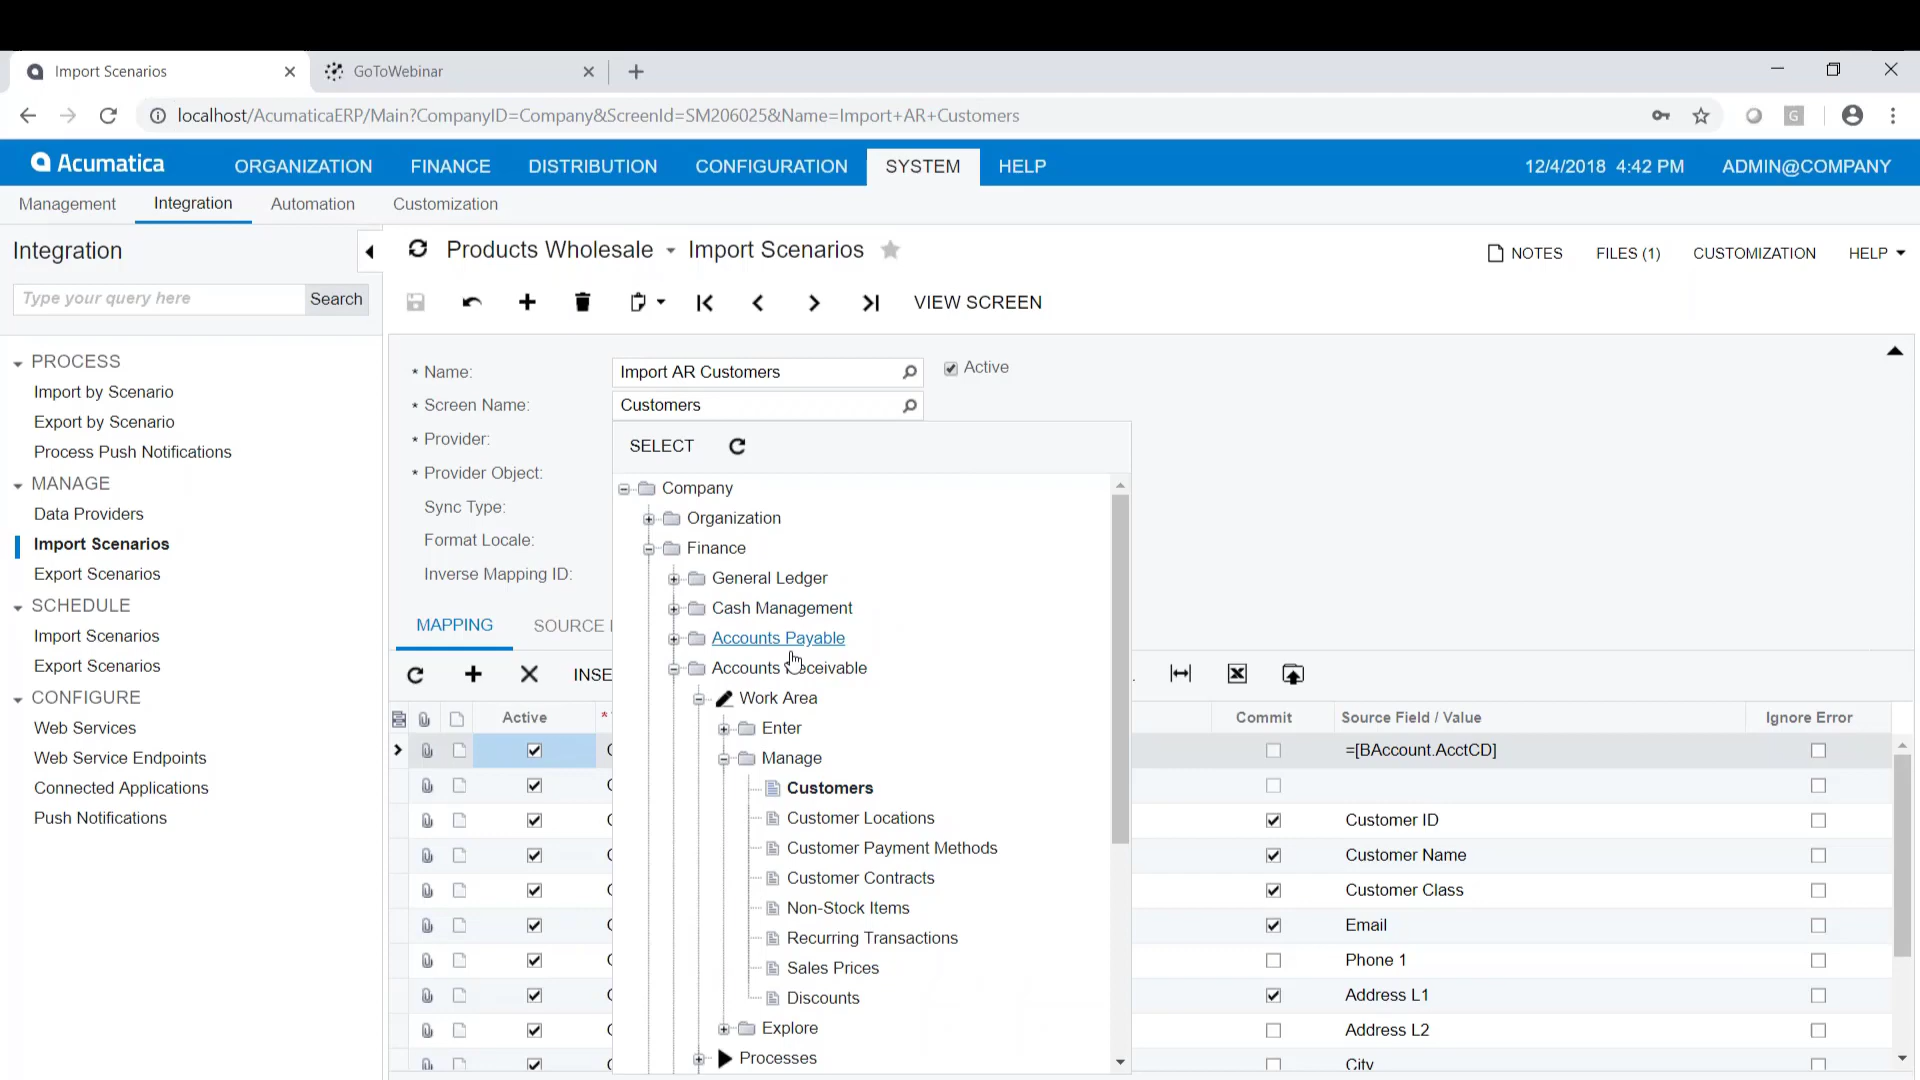 Import Scenarios
GoToWebinar
localhost/AcumaticaERP/Main?CompanyID=Company&ScreenId=SM206025&Name=Import+AR+Customers
G
Acumatica
ORGANIZATION FINANCE DISTRIBUTION CONFIGURATION SYSTEM HELP
12/4/2018 4:42 PM ADMIN@COMPANY
Management Integration Automation Customization
Integration
Products Wholesale Import Scenarios
NOTES FILES (1) CUSTOMIZATION HELP
Type your query here Search
VIEW SCREEN
PROCESS
Import by Scenario
Export by Scenario
Process Push Notifications
MANAGE
Data Providers
Import Scenarios
Export Scenarios
SCHEDULE
Import Scenarios
Export Scenarios
CONFIGURE
Web Services
Web Service Endpoints
Connected Applications
Push Notifications
* Name: Import AR Customers Active
* Screen Name: Customers
* Provider:
* Provider Object:
Sync Type:
Format Locale:
Inverse Mapping ID:
SELECT
Company
Organization
Finance
General Ledger
Cash Management
Accounts Payable
Accounts Receivable
Work Area
Enter
Manage
Customers
Customer Locations
Customer Payment Methods
Customer Contracts
Non-Stock Items
Recurring Transactions
Sales Prices
Discounts
Explore
Processes
MAPPING SOURCE
INSE
Active * Commit Source Field / Value Ignore Error
=[BAccount.AcctCD]
Customer ID
Customer Name
Customer Class
Email
Phone 1
Address L1
Address L2
City